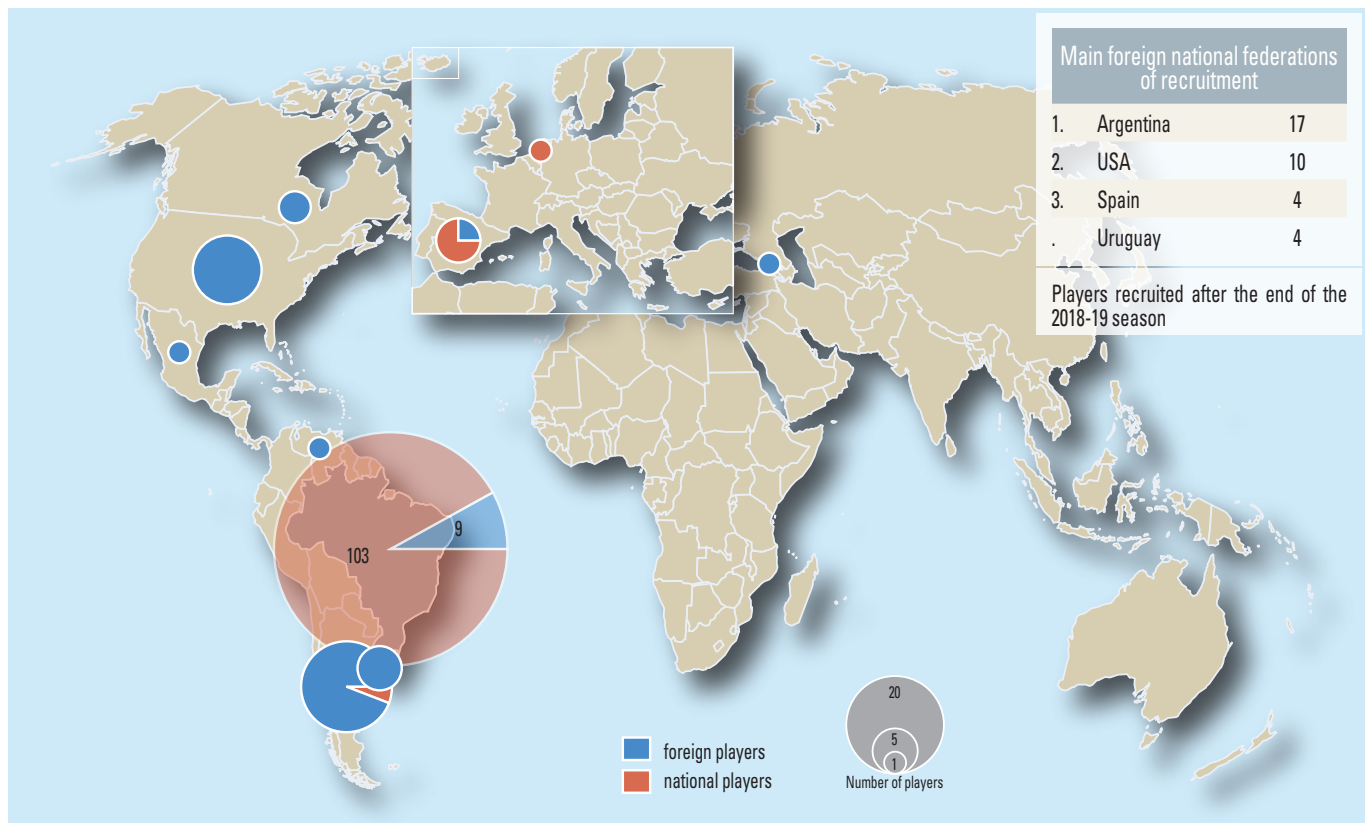 Main foreign national federations
of recruitment
1. Argentina 17
2. USA 10
3. Spain 4
. Uruguay 4
Players recruited after the end of the
2018-19 season
9
103
foreign players
national players
20
5
1
Number of players